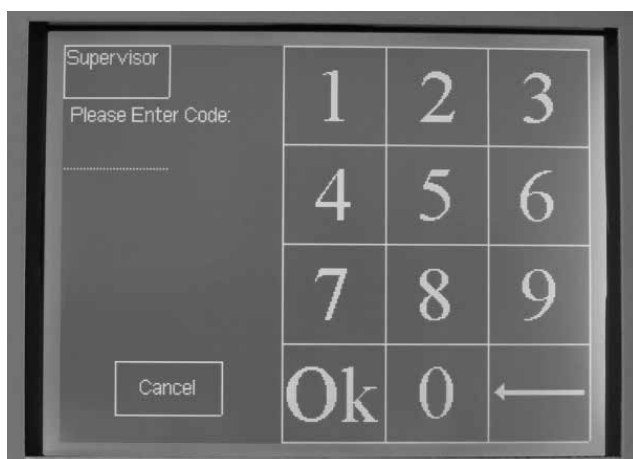 Supervisor
Please Enter Code:
1 2 3
4 5 6
7 8 9
Cancel
Ok 0 ←